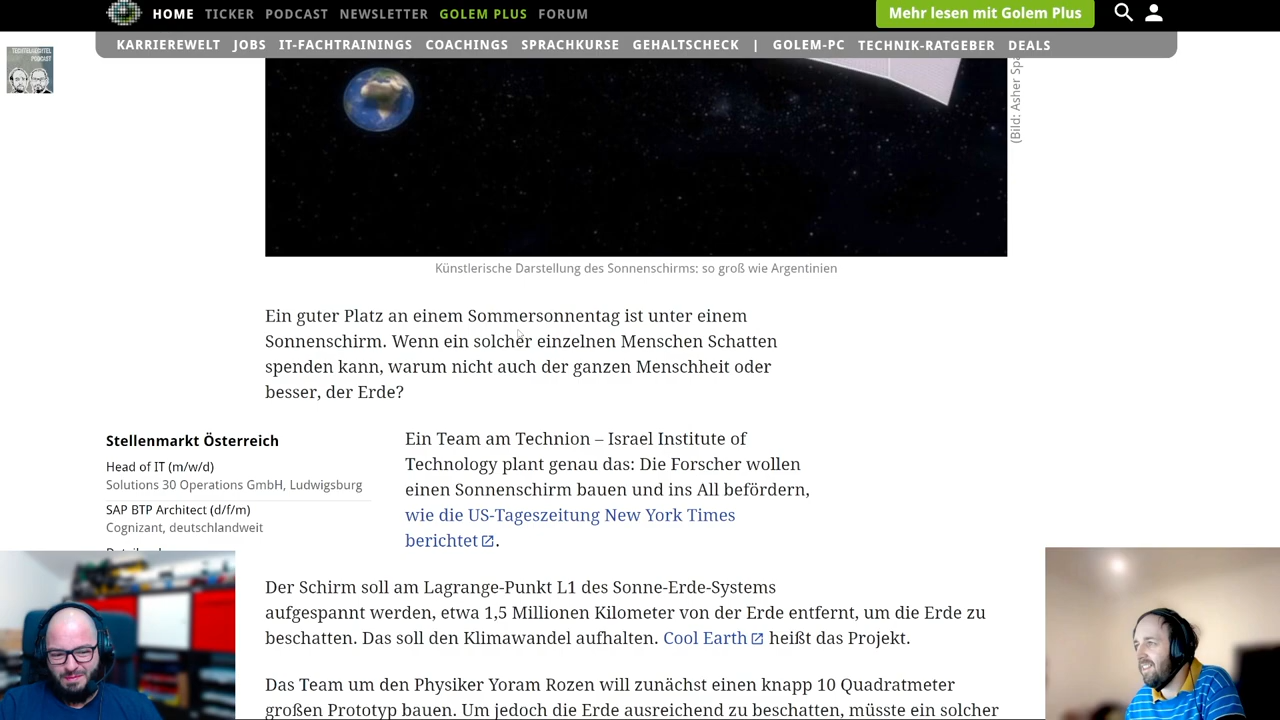 HOME TICKER PODCAST NEWSLETTER GOLEM PLUS FORUM
Mehr lesen mit Golem Plus
KARRIEREWELT JOBS IT-FACHTRAININGS COACHINGS SPRACHKURSE GEHALTSCHECK | GOLEM-PC TECHNIK-RATGEBER DEALS
(Bild: Asher Spa
Künstlerische Darstellung des Sonnenschirms: so groß wie Argentinien
Ein guter Platz an einem Sommersonnentag ist unter einem
Sonnenschirm. Wenn ein solcher einzelnen Menschen Schatten
spenden kann, warum nicht auch der ganzen Menschheit oder
besser, der Erde?
Stellenmarkt Österreich
Head of IT (m/w/d)
Solutions 30 Operations GmbH, Ludwigsburg
SAP BTP Architect (d/f/m)
Cognizant, deutschlandweit
Ein Team am Technion – Israel Institute of
Technology plant genau das: Die Forscher wollen
einen Sonnenschirm bauen und ins All befördern,
wie die US-Tageszeitung New York Times
berichtet.
Der Schirm soll am Lagrange-Punkt L1 des Sonne-Erde-Systems
aufgespannt werden, etwa 1,5 Millionen Kilometer von der Erde entfernt, um die Erde zu
beschatten. Das soll den Klimawandel aufhalten. Cool Earth heißt das Projekt.
Das Team um den Physiker Yoram Rozen will zunächst einen knapp 10 Quadratmeter
großen Prototyp bauen. Um jedoch die Erde ausreichend zu beschatten, müsste ein solcher